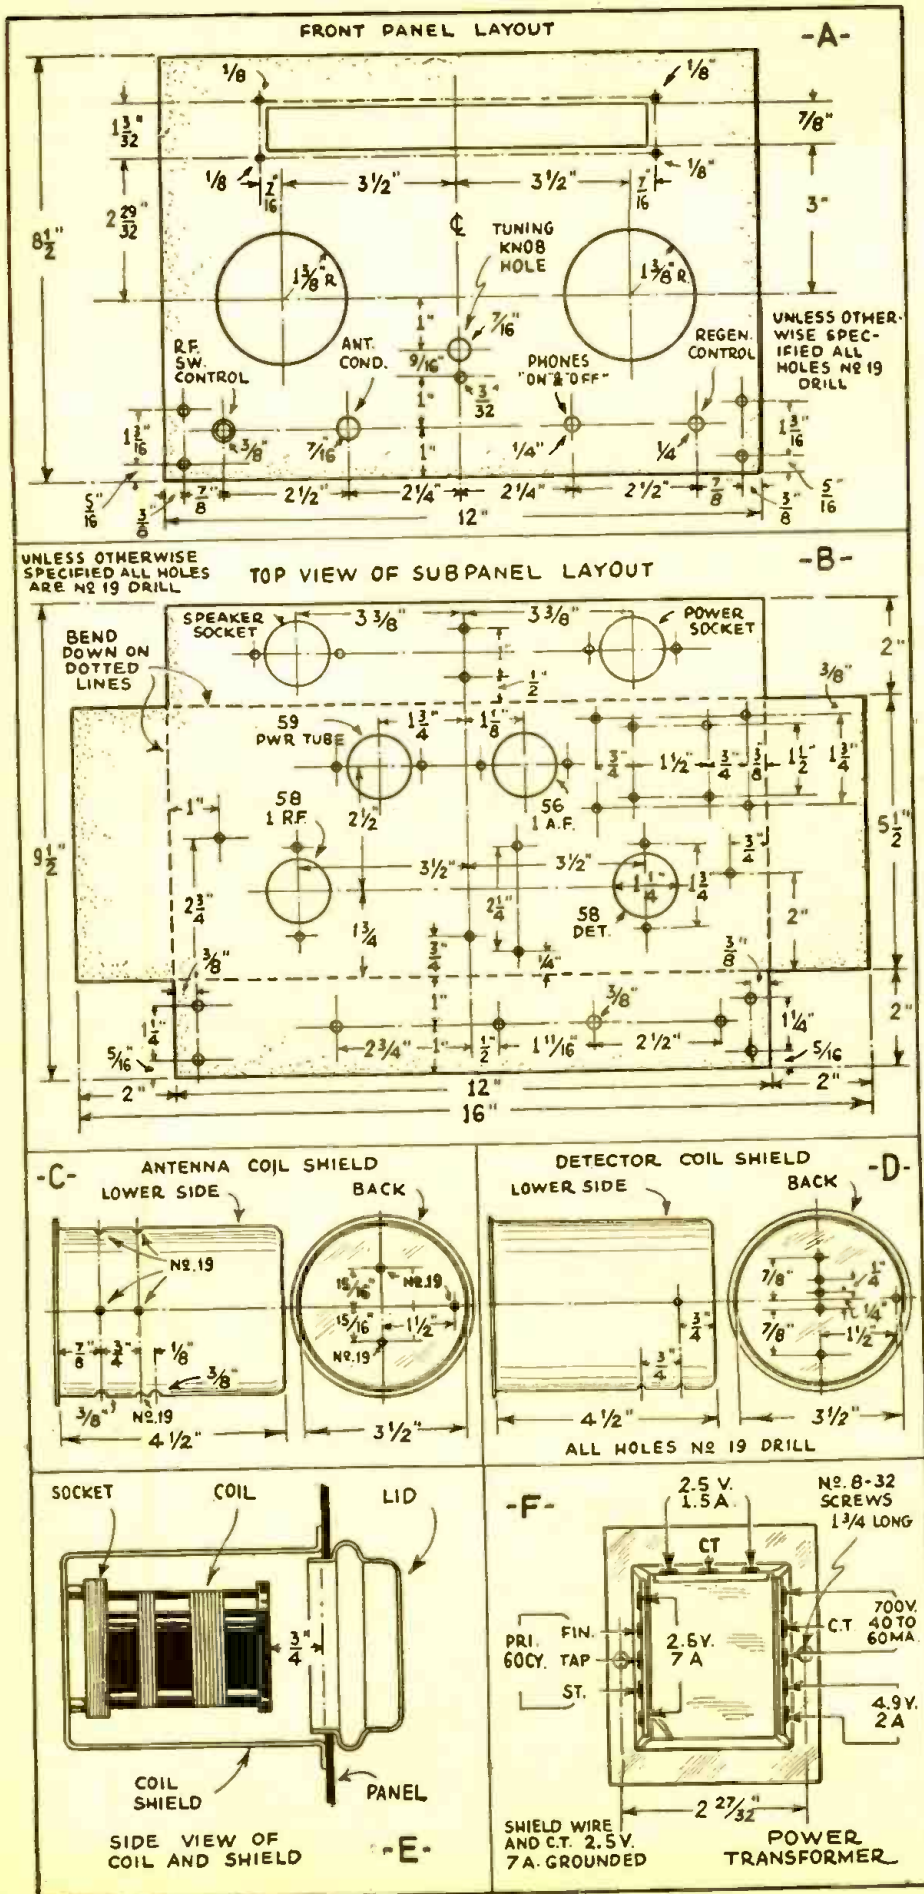 FRONT PANEL LAYOUT
-A-
1/8
1/8"
1 3/32"
7/8"
1/8
3 1/2"
3 1/2"
1/8"
7/16"
7/16"
2 29/32"
3"
8 1/2"
℄
TUNING
KNOB
HOLE
1 3/8" R.
1 3/8" R.
1"
7/16"
UNLESS OTHER-
WISE SPEC-
IFIED ALL
HOLES Nº 19
DRILL
R.F.
SW.
CONTROL
ANT.
COND.
9/16"
PHONES
"ON & OFF"
REGEN.
CONTROL
3/32"
1"
1 3/16"
3/8"
7/16"
1"
1/4"
1/4
1 3/16"
5/16"
3/8"
7/8"
2 1/2"
2 1/4"
2 1/4"
2 1/2"
7/8"
3/8"
5/16"
12"
UNLESS OTHERWISE
SPECIFIED ALL HOLES
ARE Nº 19 DRILL
TOP VIEW OF SUBPANEL LAYOUT
-B-
SPEAKER
SOCKET
3 3/8"
3 3/8"
POWER
SOCKET
BEND
DOWN ON
DOTTED
LINES
1"
1/2"
2"
3/8"
59
PWR TUBE
1 3/4"
1 1/8"
3/4"
1 1/2"
3/4"
3/8"
1 1/2"
1 3/4"
1"
58
1 R.F.
2 1/2
56
1 A.F.
9 1/2"
5 1/2"
3 1/2"
3 1/2"
3/4"
2 3/4"
2 1/4"
1 1/4"
1 3/4"
1 3/4
58
DET.
2"
3/8"
3/4"
1/4"
3/8"
1"
3/8"
1 1/4"
1 1/4"
2"
5/16"
2 3/4"
1"
1/2"
1 11/16"
2 1/2"
5/16
2"
12"
2"
16"
-C-
ANTENNA COIL SHIELD
LOWER SIDE
BACK
Nº.19
15/16"
Nº.19
15/16"
1 1/2"
Nº.19
7/8"
3/4"
1/8"
3/8"
3/8"
Nº.19
4 1/2"
3 1/2"
DETECTOR COIL SHIELD
-D-
LOWER SIDE
BACK
7/8"
1/4"
1/4"
7/8"
1 1/2"
3/4"
3/4"
4 1/2"
3 1/2"
ALL HOLES Nº 19 DRILL
SOCKET
COIL
LID
3/4"
COIL
SHIELD
PANEL
SIDE VIEW OF
COIL AND SHIELD
-E-
-F-
2.5 V.
1.5 A.
Nº. 8-32
SCREWS
1 3/4 LONG
CT
700V.
40 TO
60 MA.
C.T.
PRI.
60CY.
FIN.
TAP
ST.
2.5V.
7 A
4.9V.
2 A
2 27/32"
SHIELD WIRE
AND C.T. 2.5 V.
7 A. GROUNDED
POWER
TRANSFORMER